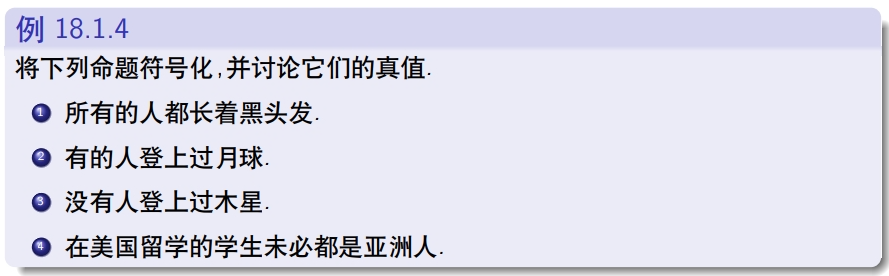 例 18.1.4
将下列命题符号化,并讨论它们的真值.
1 所有的人都长着黑头发.
2 有的人登上过月球.
3 没有人登上过木星.
4 在美国留学的学生未必都是亚洲人.